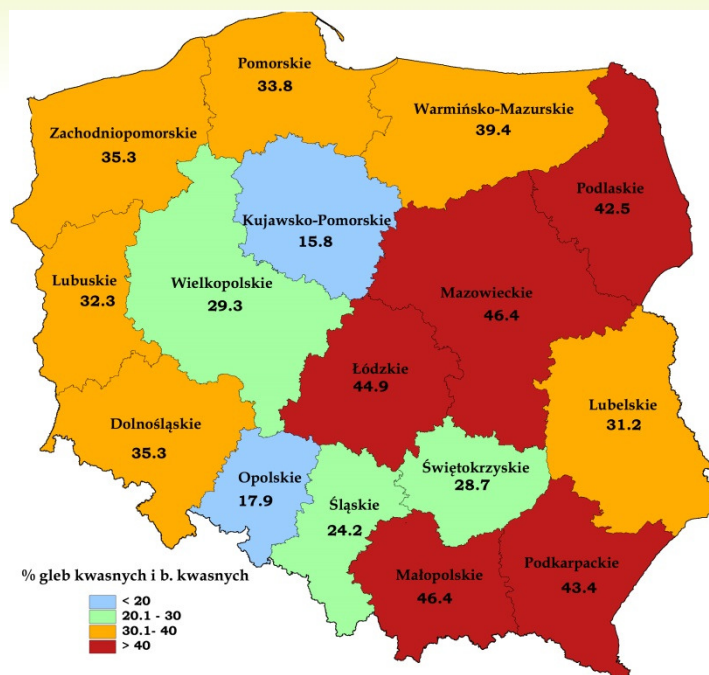 Pomorskie
33.8
Warmińsko-Mazurskie
39.4
Zachodniopomorskie
35.3
Podlaskie
42.5
Kujawsko-Pomorskie
15.8
Lubuskie
32.3
Wielkopolskie
29.3
Mazowieckie
46.4
Łódzkie
44.9
Lubelskie
31.2
Dolnośląskie
35.3
Opolskie
17.9
Śląskie
24.2
Świętokrzyskie
28.7
Małopolskie
46.4
Podkarpackie
43.4
% gleb kwasnych i b. kwasnych
< 20
20.1 - 30
30.1- 40
> 40